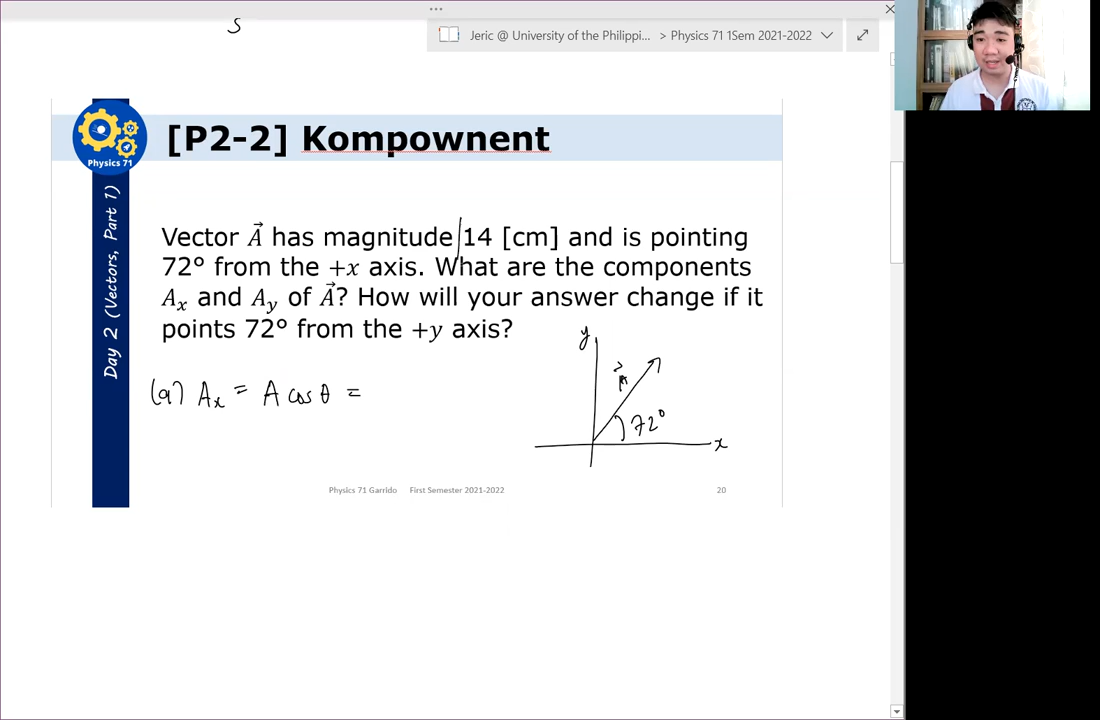 S
Jeric @ University of the Philippi... > Physics 71 1Sem 2021-2022
Physics 71
[P2-2] Kompownent
Day 2 (Vectors, Part 1)
Vector A⃗ has magnitude 14 [cm] and is pointing
72° from the +x axis. What are the components
Aₓ and Aᵧ of A⃗? How will your answer change if it
points 72° from the +y axis?
y
A⃗
72°
x
(a) Aₓ = A cos θ =
Physics 71 Garrido First Semester 2021-2022
20